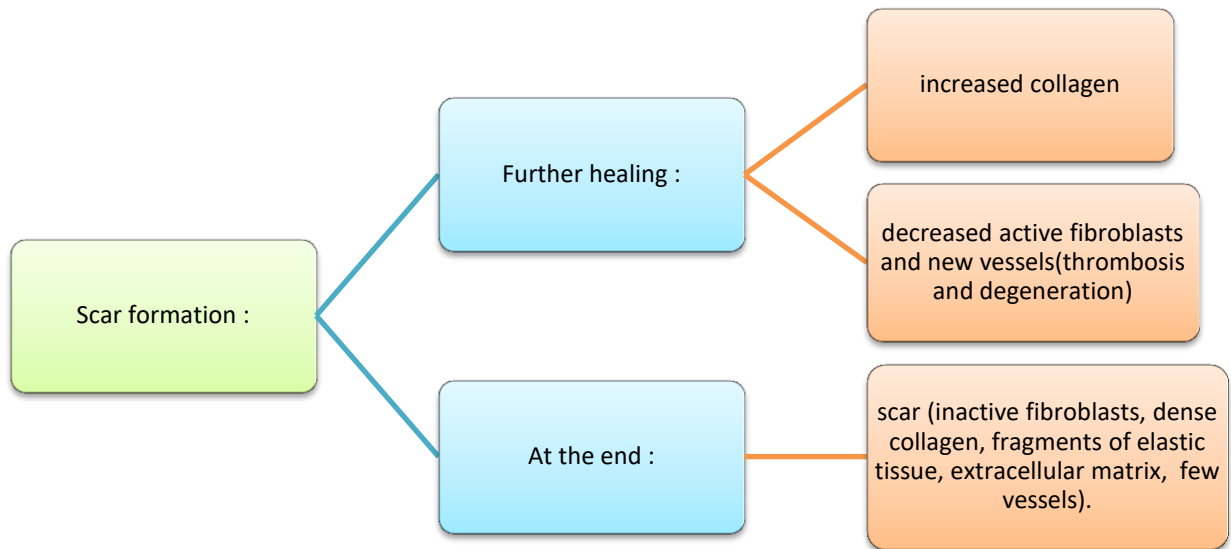 Scar formation :
Further healing :
increased collagen
decreased active fibroblasts
and new vessels(thrombosis
and degeneration)
At the end :
scar (inactive fibroblasts, dense
collagen, fragments of elastic
tissue, extracellular matrix,  few
vessels).